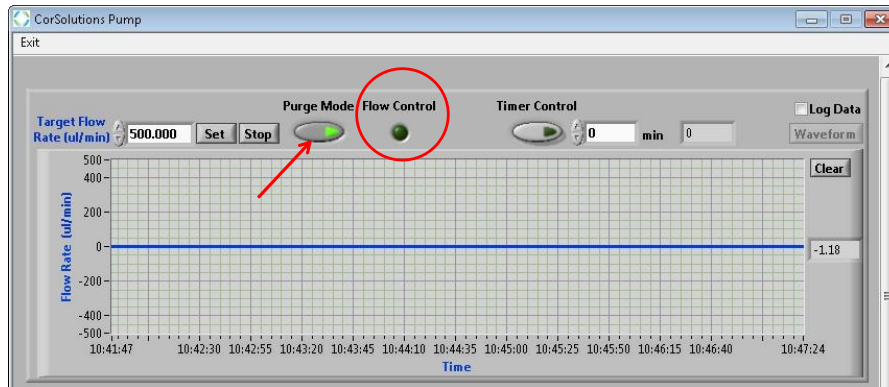 CorSolutions Pump
Exit
Purge Mode Flow Control Timer Control
Log Data
Target Flow
Rate (ul/min) 500.000 Set Stop 0 min 0 Waveform
500
400
200
0
-200
-400
-500
Flow Rate (ul/min)
Clear
-1.18
10:41:47 10:42:30 10:42:55 10:43:20 10:43:45 10:44:10 10:44:35 10:45:00 10:45:25 10:45:50 10:46:15 10:46:40 10:47:24
Time